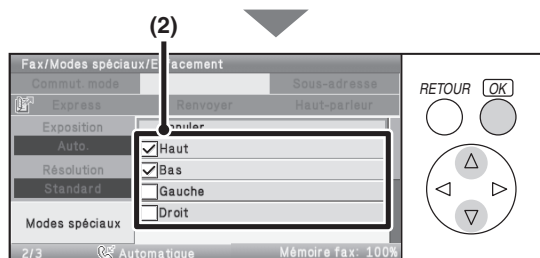 (2)
Fax/Modes spéciaux/Effacement
Commut. mode Sous-adresse
Express Renvoyer Haut-parleur
Exposition Annuler
Auto. Haut
Résolution Bas
Standard Gauche
Modes spéciaux Droit
2/3 Automatique Mémoire fax: 100%
RETOUR OK